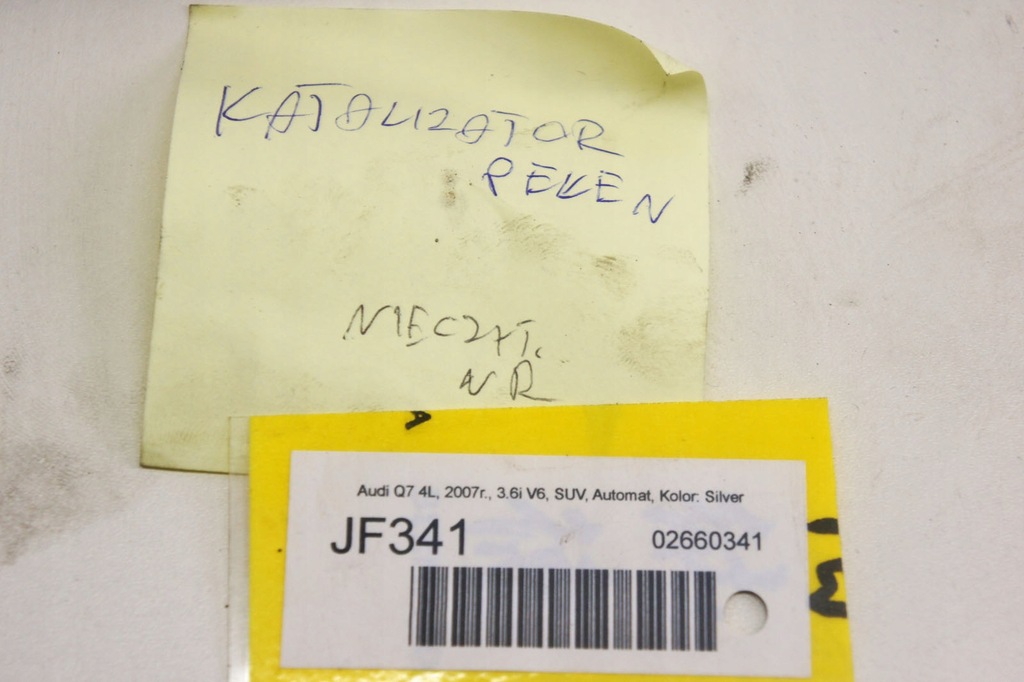 KATALIZATOR
PEŁEN
NIECZYT.
NR
Audi Q7 4L, 2007r., 3.6i V6, SUV, Automat, Kolor: Silver
JF341
02660341